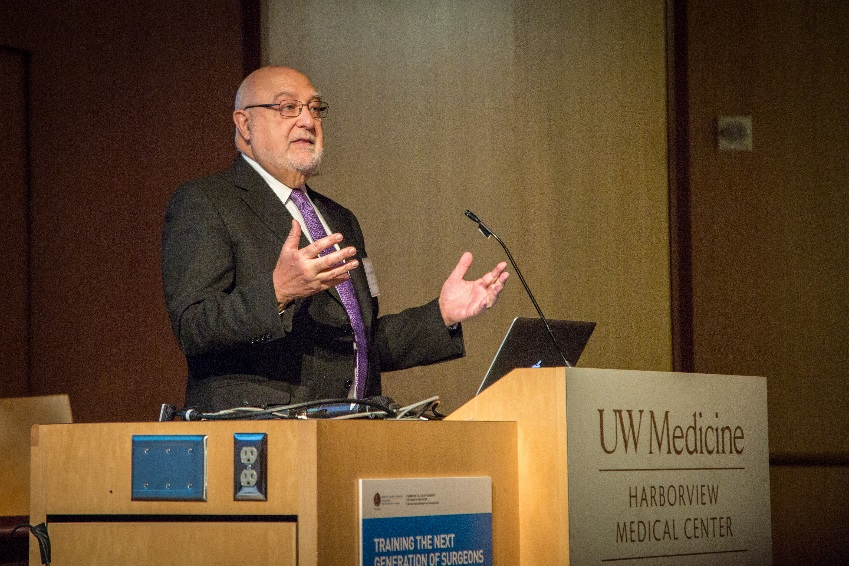 UW Medicine
HARBORVIEW
MEDICAL CENTER
TRAINING THE NEXT
GENERATION OF SURGEONS